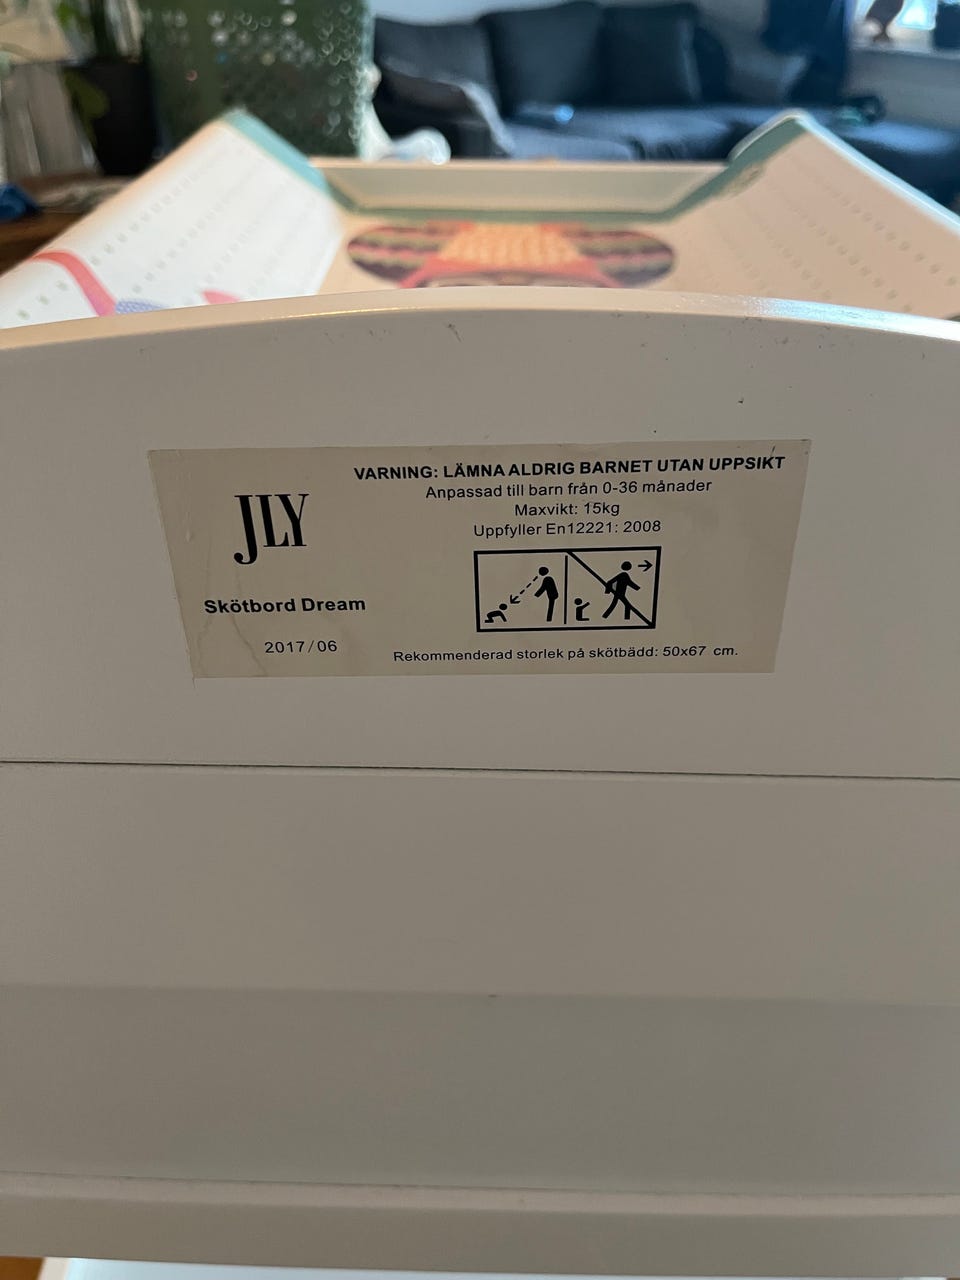 VARNING: LÄMNA ALDRIG BARNET UTAN UPPSIKT
Anpassad till barn från 0-36 månader
Maxvikt: 15kg
Uppfyller En12221: 2008
JLY
Skötbord Dream
2017/06
Rekommenderad storlek på skötbädd: 50x67 cm.